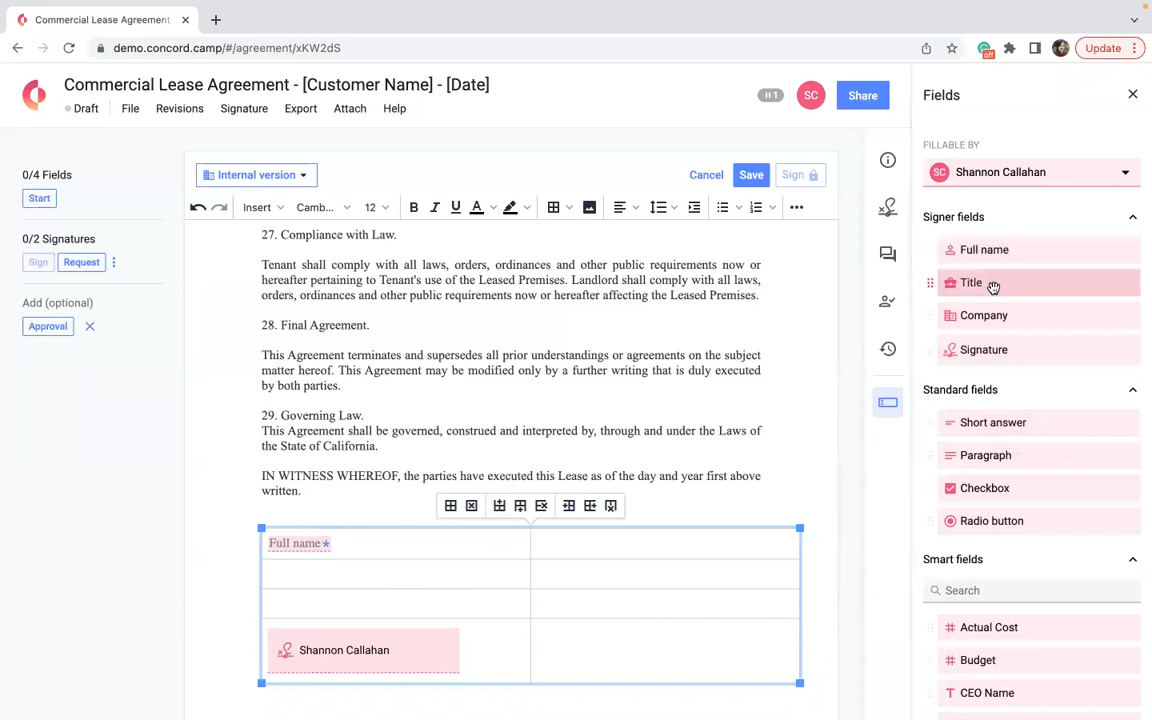 Commercial Lease Agreement
demo.concord.camp/#/agreement/xKW2dS
off
Update
Commercial Lease Agreement - [Customer Name] - [Date]
Draft File Revisions Signature Export Attach Help
1
SC
Share
Fields
0/4 Fields
Start
0/2 Signatures
Sign Request
Add (optional)
Approval
Internal version
Cancel Save Sign
Insert Camb... 12 B I U A
27. Compliance with Law.
Tenant shall comply with all laws, orders, ordinances and other public requirements now or
hereafter pertaining to Tenant's use of the Leased Premises. Landlord shall comply with all laws,
orders, ordinances and other public requirements now or hereafter affecting the Leased Premises.
28. Final Agreement.
This Agreement terminates and supersedes all prior understandings or agreements on the subject
matter hereof. This Agreement may be modified only by a further writing that is duly executed
by both parties.
29. Governing Law.
This Agreement shall be governed, construed and interpreted by, through and under the Laws of
the State of California.
IN WITNESS WHEREOF, the parties have executed this Lease as of the day and year first above
written.
Full name *
Shannon Callahan
FILLABLE BY
SC Shannon Callahan
Signer fields
Full name
Title
Company
Signature
Standard fields
Short answer
Paragraph
Checkbox
Radio button
Smart fields
Search
# Actual Cost
# Budget
T CEO Name